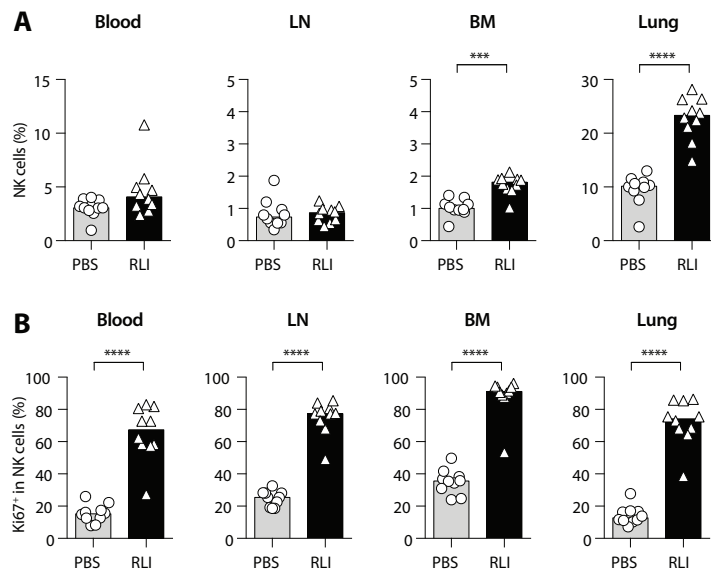 A
Blood
LN
BM
Lung
NK cells (%)
15
10
5
0
PBS
RLI
5
4
3
2
1
0
PBS
RLI
***
5
4
3
2
1
0
PBS
RLI
****
30
20
10
0
PBS
RLI
B
Blood
LN
BM
Lung
Ki67⁺ in NK cells (%)
****
100
80
60
40
20
0
PBS
RLI
****
100
80
60
40
20
0
PBS
RLI
****
100
80
60
40
20
0
PBS
RLI
****
100
80
60
40
20
0
PBS
RLI